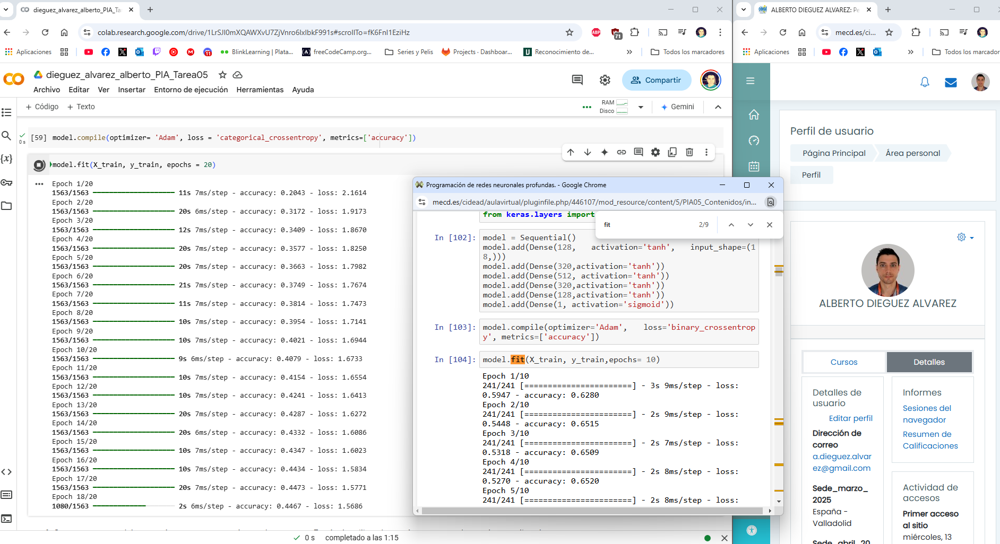 dieguez_alvarez_alberto_PIA_Ta
colab.research.google.com/drive/1LrSJI0mXQAWXvU7ZjVnro6lxIbkF991s#scrollTo=fK6FnI1EziHz
ABP
71
Aplicaciones
11
BlinkLearning | Plata...
freeCodeCamp.org...
Series y Pelis
Projects · Dashboar...
Reconocimiento de...
»
Todos los marcadores
dieguez_alvarez_alberto_PIA_Tarea05
Compartir
Archivo Editar Ver Insertar Entorno de ejecución Herramientas Ayuda
+ Código + Texto
RAM
Disco
Gemini
0 s
[59] model.compile(optimizer= 'Adam', loss = 'categorical_crossentropy', metrics=['accuracy'])
model.fit(X_train, y_train, epochs = 20)
Epoch 1/20
1563/1563 11s 7ms/step - accuracy: 0.2043 - loss: 2.1614
Epoch 2/20
1563/1563 20s 6ms/step - accuracy: 0.3172 - loss: 1.9173
Epoch 3/20
1563/1563 12s 7ms/step - accuracy: 0.3409 - loss: 1.8670
Epoch 4/20
1563/1563 20s 7ms/step - accuracy: 0.3577 - loss: 1.8250
Epoch 5/20
1563/1563 20s 7ms/step - accuracy: 0.3663 - loss: 1.7982
Epoch 6/20
1563/1563 21s 7ms/step - accuracy: 0.3749 - loss: 1.7674
Epoch 7/20
1563/1563 11s 7ms/step - accuracy: 0.3814 - loss: 1.7473
Epoch 8/20
1563/1563 10s 7ms/step - accuracy: 0.3954 - loss: 1.7141
Epoch 9/20
1563/1563 10s 7ms/step - accuracy: 0.4021 - loss: 1.6944
Epoch 10/20
1563/1563 9s 6ms/step - accuracy: 0.4079 - loss: 1.6733
Epoch 11/20
1563/1563 10s 7ms/step - accuracy: 0.4154 - loss: 1.6554
Epoch 12/20
1563/1563 10s 7ms/step - accuracy: 0.4241 - loss: 1.6413
Epoch 13/20
1563/1563 20s 7ms/step - accuracy: 0.4287 - loss: 1.6272
Epoch 14/20
1563/1563 20s 6ms/step - accuracy: 0.4332 - loss: 1.6086
Epoch 15/20
1563/1563 10s 7ms/step - accuracy: 0.4347 - loss: 1.6023
Epoch 16/20
1563/1563 10s 7ms/step - accuracy: 0.4434 - loss: 1.5834
Epoch 17/20
1563/1563 20s 7ms/step - accuracy: 0.4473 - loss: 1.5771
Epoch 18/20
1080/1563 2s 6ms/step - accuracy: 0.4467 - loss: 1.5686
0 s completado a las 1:15
Programación de redes neuronales profundas. - Google Chrome
mecd.es/cidead/aulavirtual/pluginfile.php/446107/mod_resource/content/5/PIA05_Contenidos/in...
fit 2/9
from keras.layers import
In [102]: model = Sequential()
model.add(Dense(128, activation='tanh', input_shape=(1
8,)))
model.add(Dense(320,activation='tanh'))
model.add(Dense(512, activation='tanh'))
model.add(Dense(320,activation='tanh'))
model.add(Dense(128,activation='tanh'))
model.add(Dense(1, activation='sigmoid'))
In [103]: model.compile(optimizer='Adam', loss='binary_crossentrop
y', metrics=['accuracy'])
In [104]: model.fit(X_train, y_train,epochs= 10)
Epoch 1/10
241/241 [=======================] - 3s 9ms/step - loss:
0.5947 - accuracy: 0.6280
Epoch 2/10
241/241 [=======================] - 2s 9ms/step - loss:
0.5448 - accuracy: 0.6515
Epoch 3/10
241/241 [=======================] - 2s 7ms/step - loss:
0.5318 - accuracy: 0.6509
Epoch 4/10
241/241 [=======================] - 2s 8ms/step - loss:
0.5270 - accuracy: 0.6520
Epoch 5/10
241/241 [=======================] - 2s 8ms/step - loss:
ALBERTO DIEGUEZ ALVAREZ: Pe
mecd.es/ci...
Aplicaciones
»
Todos los marcador
Perfil de usuario
Página Principal
Área personal
Perfil
ALBERTO DIEGUEZ ALVAREZ
Cursos
Detalles
Detalles de
usuario
Editar perfil
Dirección de
correo
a.dieguez.alvar
ez@gmail.com
Sede_marzo_
2025
España -
Valladolid
Sede_abril_20
Informes
Sesiones del
navegador
Resumen de
Calificaciones
Actividad de
accesos
Primer acceso
al sitio
miércoles, 13